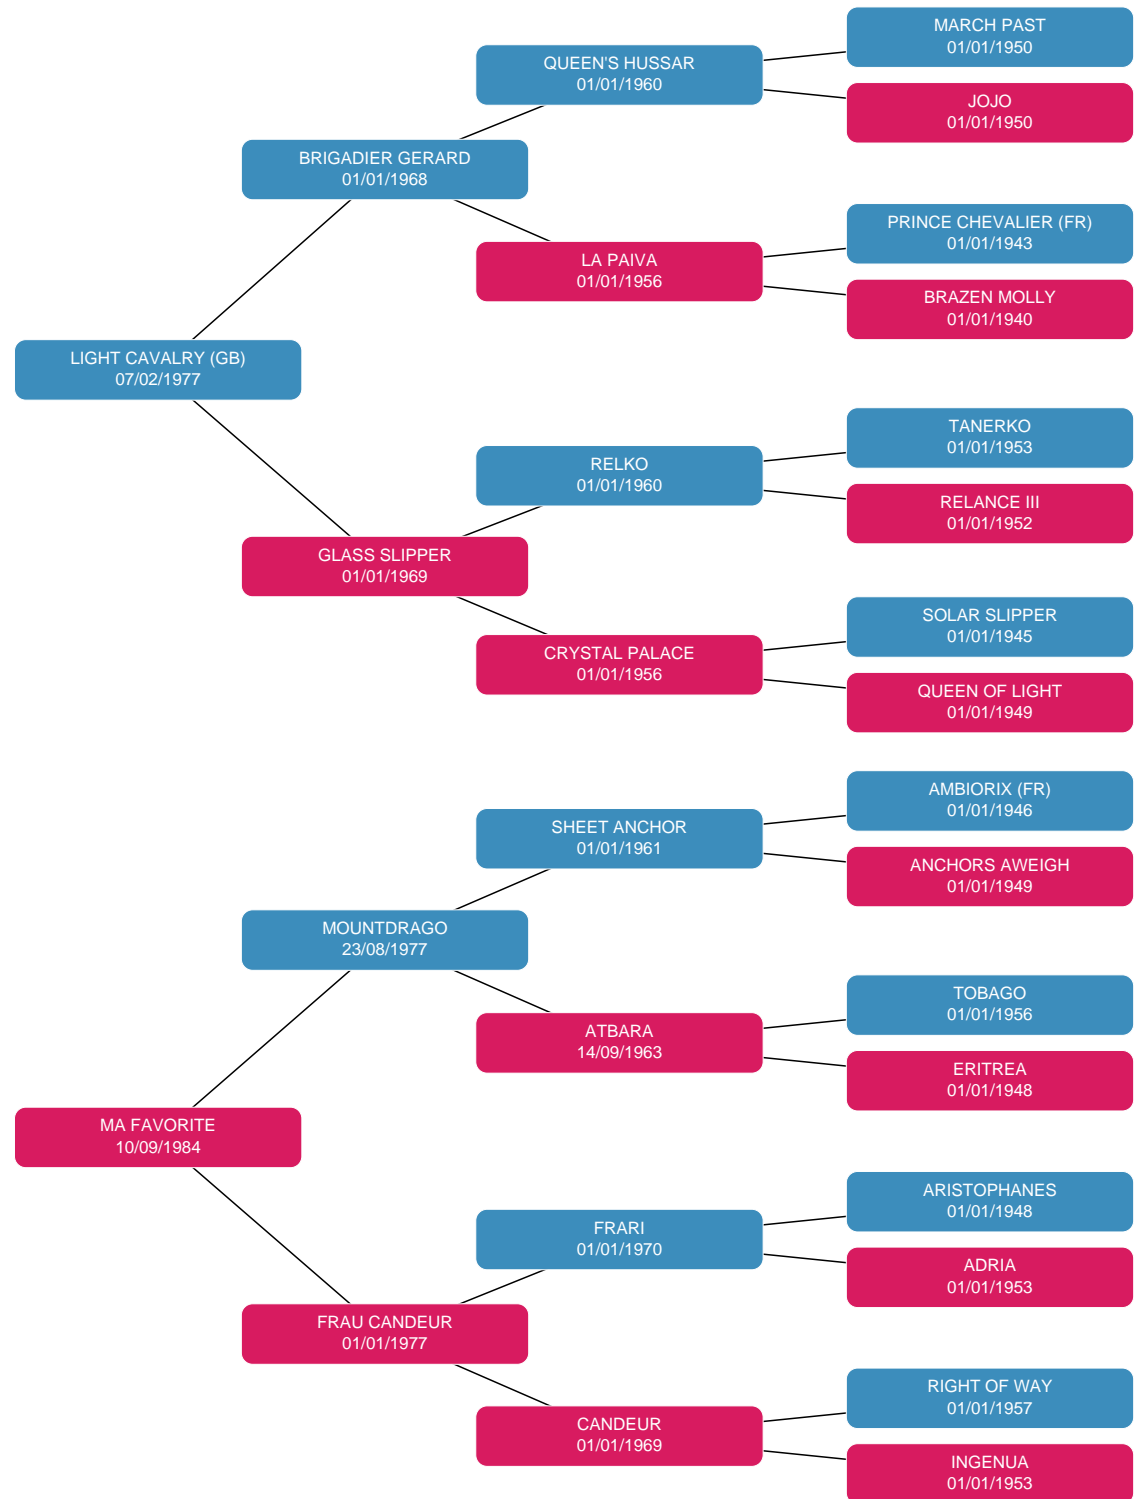 MARCH PAST
01/01/1950
QUEEN'S HUSSAR
01/01/1960
JOJO
01/01/1950
BRIGADIER GERARD
01/01/1968
PRINCE CHEVALIER (FR)
01/01/1943
LA PAIVA
01/01/1956
BRAZEN MOLLY
01/01/1940
LIGHT CAVALRY (GB)
07/02/1977
TANERKO
01/01/1953
RELKO
01/01/1960
RELANCE III
01/01/1952
GLASS SLIPPER
01/01/1969
SOLAR SLIPPER
01/01/1945
CRYSTAL PALACE
01/01/1956
QUEEN OF LIGHT
01/01/1949
AMBIORIX (FR)
01/01/1946
SHEET ANCHOR
01/01/1961
ANCHORS AWEIGH
01/01/1949
MOUNTDRAGO
23/08/1977
TOBAGO
01/01/1956
ATBARA
14/09/1963
ERITREA
01/01/1948
MA FAVORITE
10/09/1984
ARISTOPHANES
01/01/1948
FRARI
01/01/1970
ADRIA
01/01/1953
FRAU CANDEUR
01/01/1977
RIGHT OF WAY
01/01/1957
CANDEUR
01/01/1969
INGENUA
01/01/1953